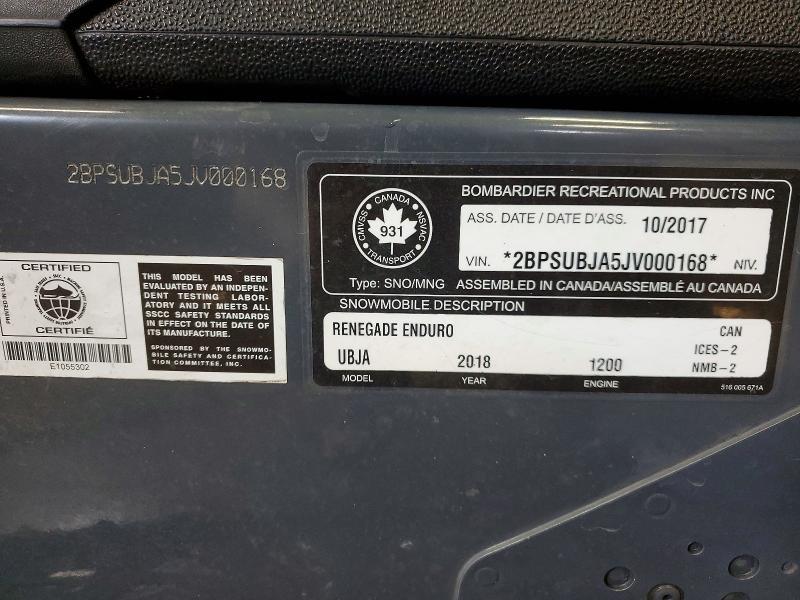 2BPSUBJA5JV000168
CERTIFIED
CERTIFIÉ
PRINTED IN U.S.A.
E1055302
THIS MODEL HAS BEEN
EVALUATED BY AN INDEPEN-
DENT TESTING LABOR-
ATORY AND IT MEETS ALL
SSCC SAFETY STANDARDS
IN EFFECT ON THE DATE OF
ITS MANUFACTURE.
SPONSORED BY THE SNOWMO-
BILE SAFETY AND CERTIFICA-
TION COMMITTEE, INC.
CANADA
CMVSS
NSVAC
931
TRANSPORT
Type: SNO/MNG
BOMBARDIER RECREATIONAL PRODUCTS INC
ASS. DATE / DATE D'ASS. 10/2017
VIN. *2BPSUBJA5JV000168* NIV.
ASSEMBLED IN CANADA/ASSEMBLÉ AU CANADA
SNOWMOBILE DESCRIPTION
RENEGADE ENDURO CAN
ICES-2
UBJA 2018 1200 NMB-2
MODEL YEAR ENGINE
516 005 671A